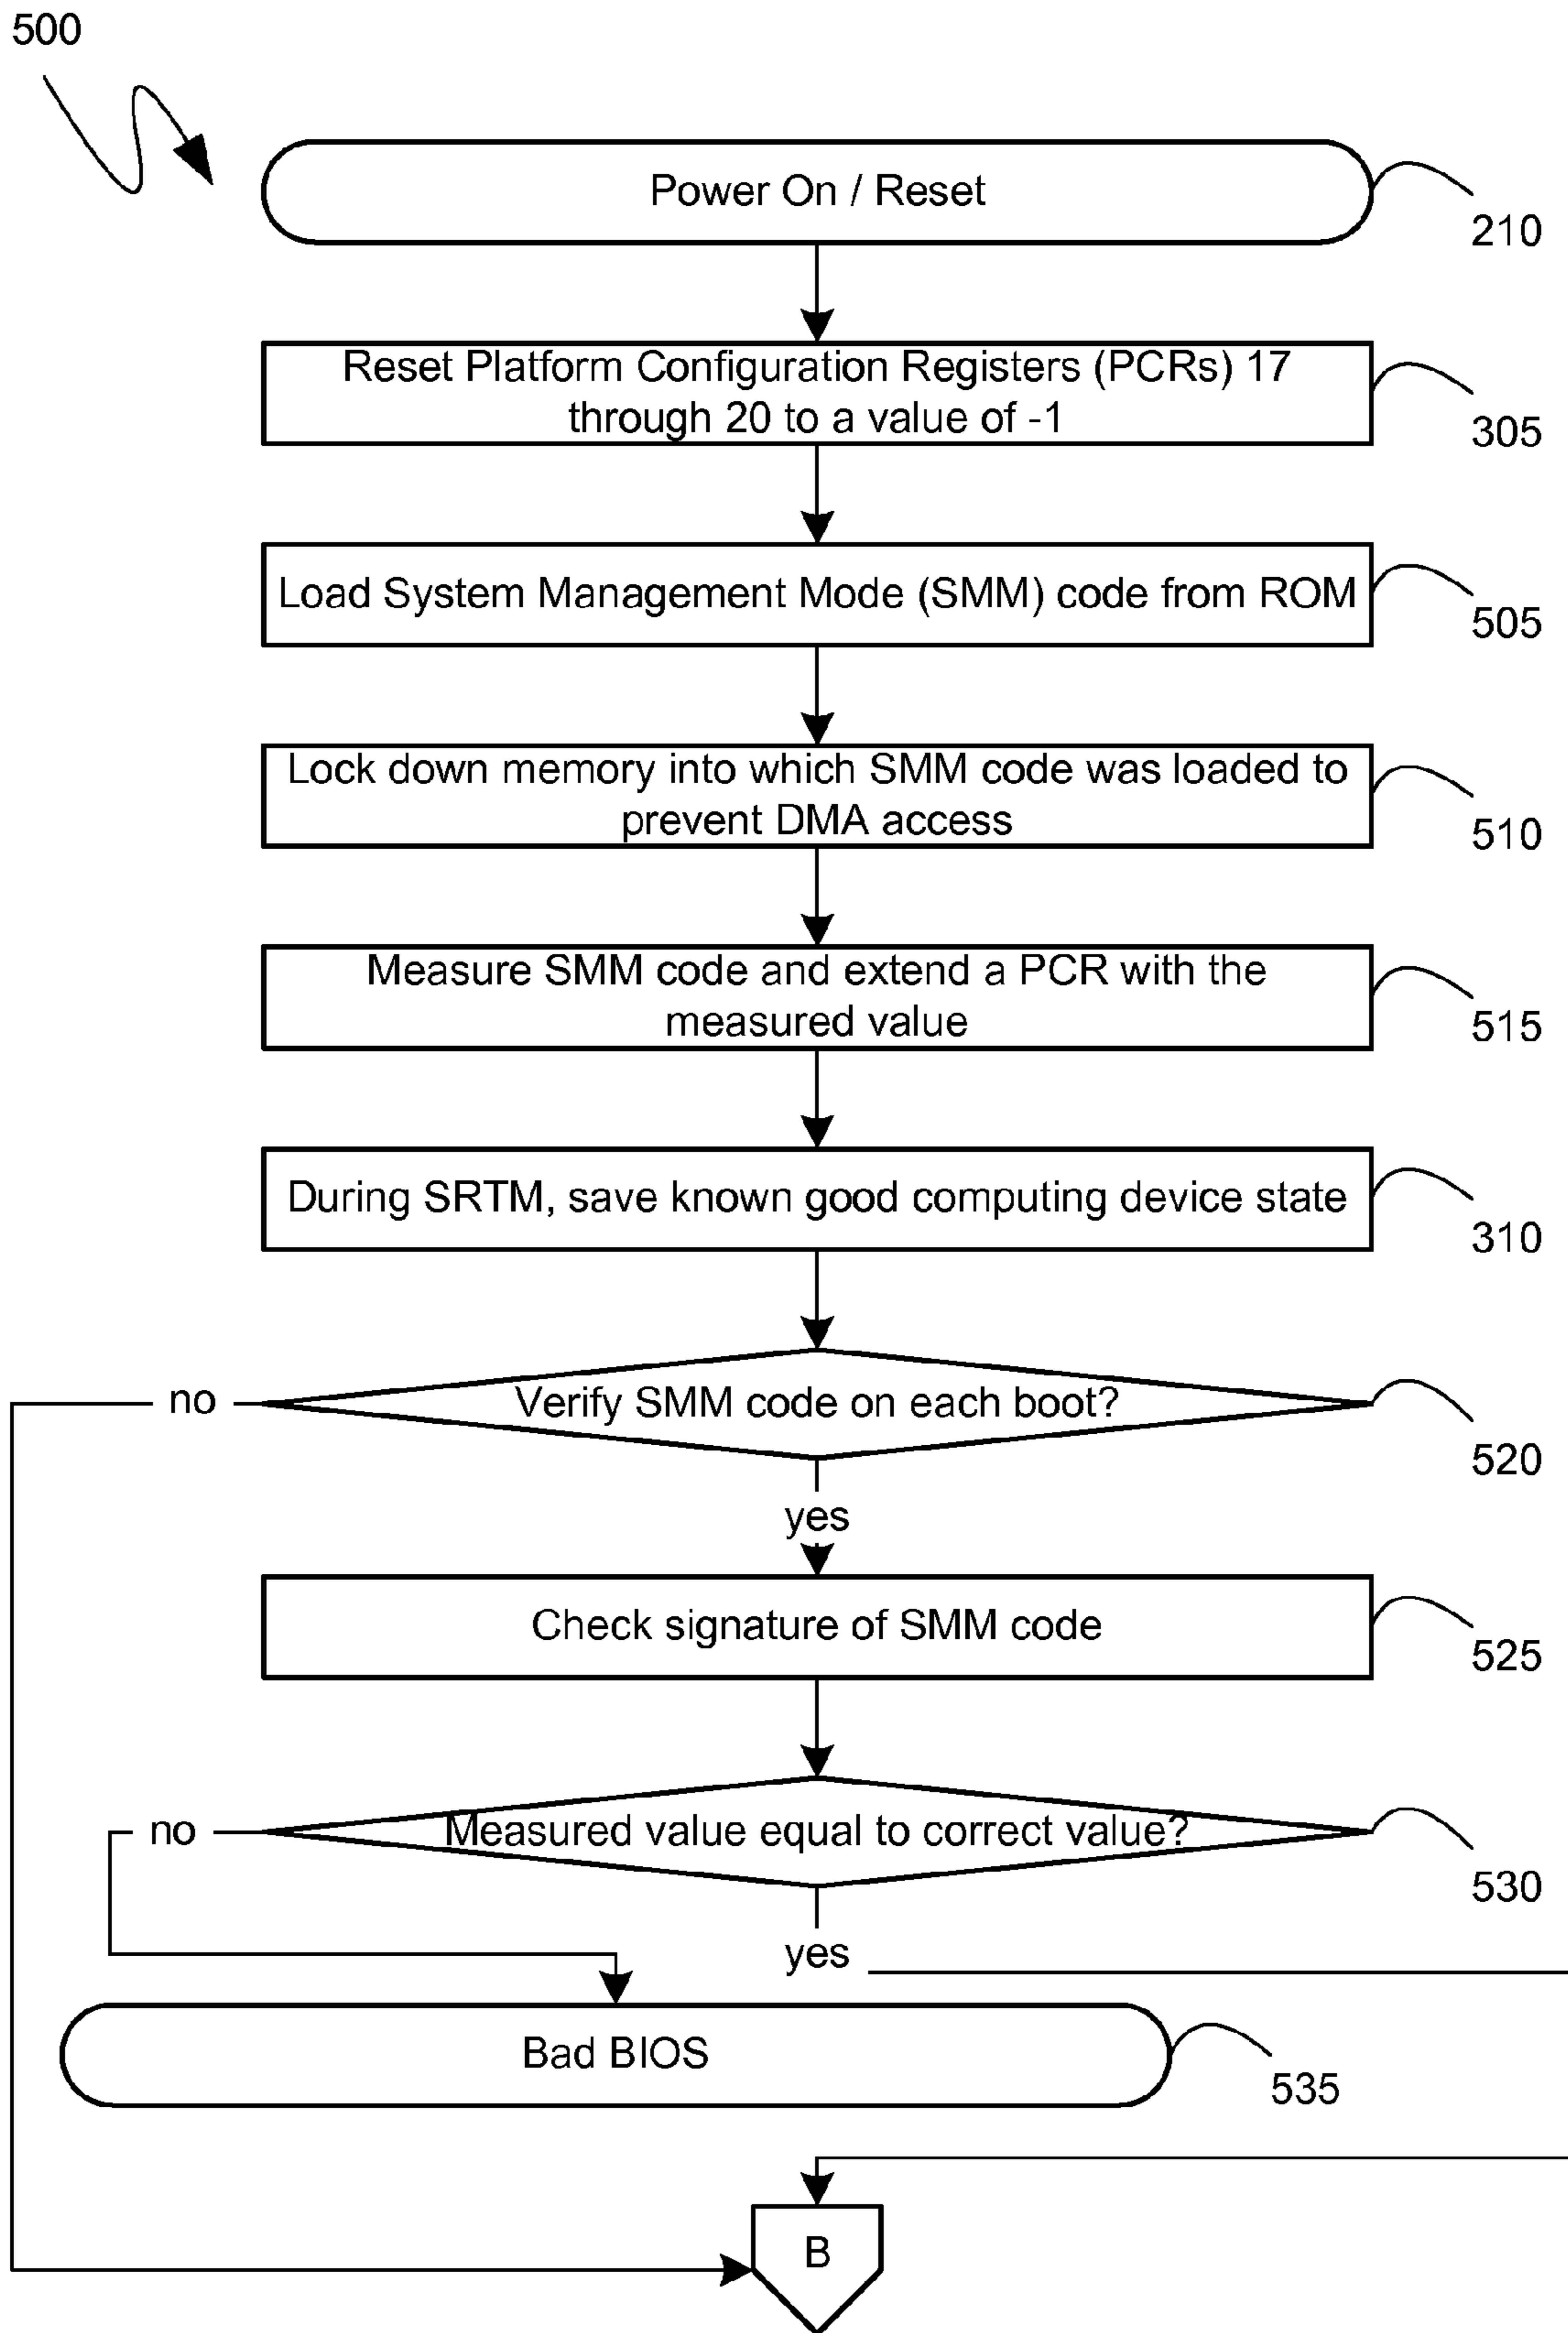 500
Power On / Reset
210
Reset Platform Configuration Registers (PCRs) 17
through 20 to a value of -1
305
Load System Management Mode (SMM) code from ROM
505
Lock down memory into which SMM code was loaded to
prevent DMA access
510
Measure SMM code and extend a PCR with the
measured value
515
During SRTM, save known good computing device state
310
no
Verify SMM code on each boot?
520
yes
Check signature of SMM code
525
no
Measured value equal to correct value?
530
yes
Bad BIOS
535
B